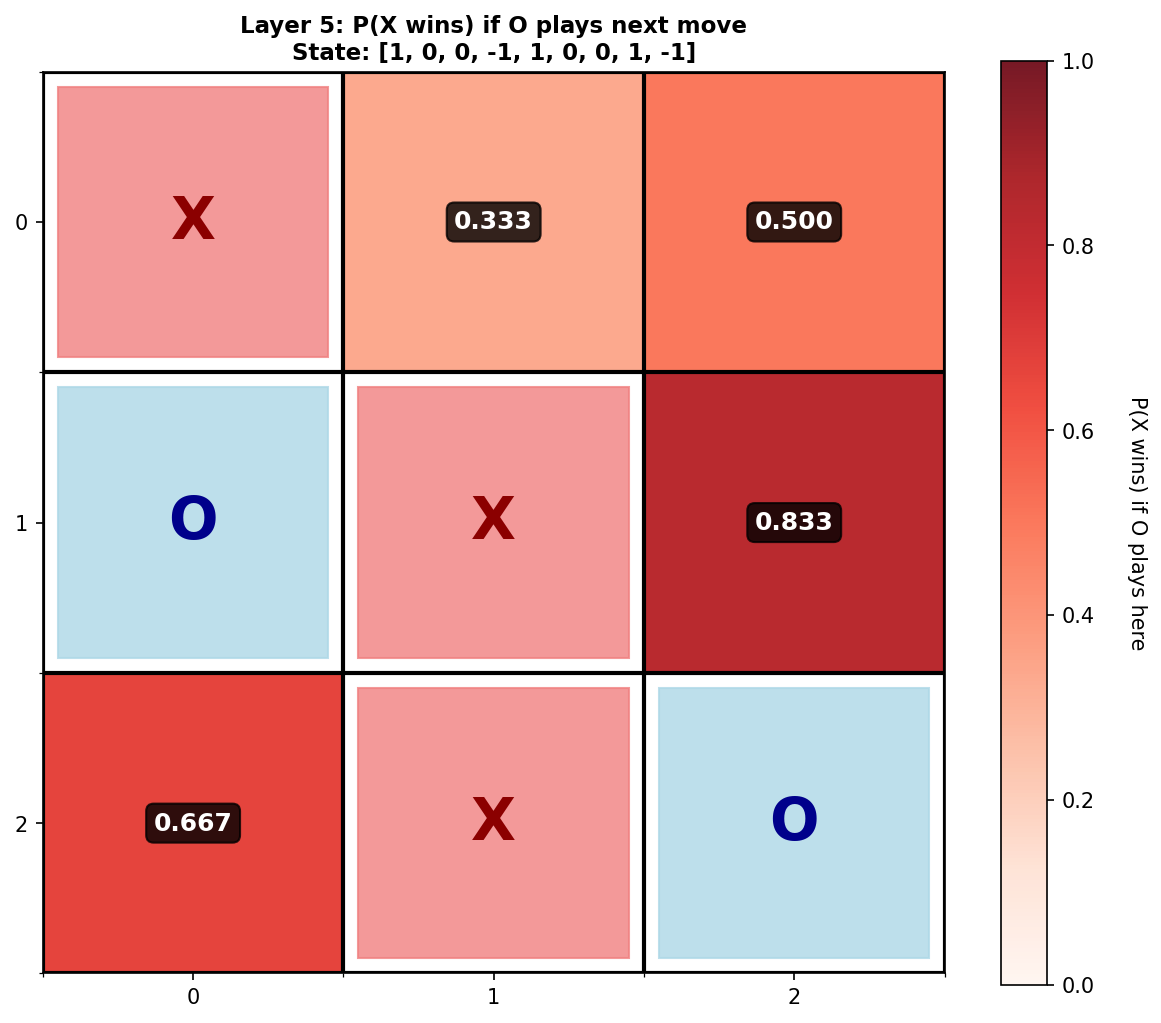 Layer 5: P(X wins) if O plays next move
State: [1, 0, 0, -1, 1, 0, 0, 1, -1]
X
0.333
0.500
O
X
0.833
0.667
X
O
0
1
2
0
1
2
1.0
0.8
0.6
0.4
0.2
0.0
P(X wins) if O plays here